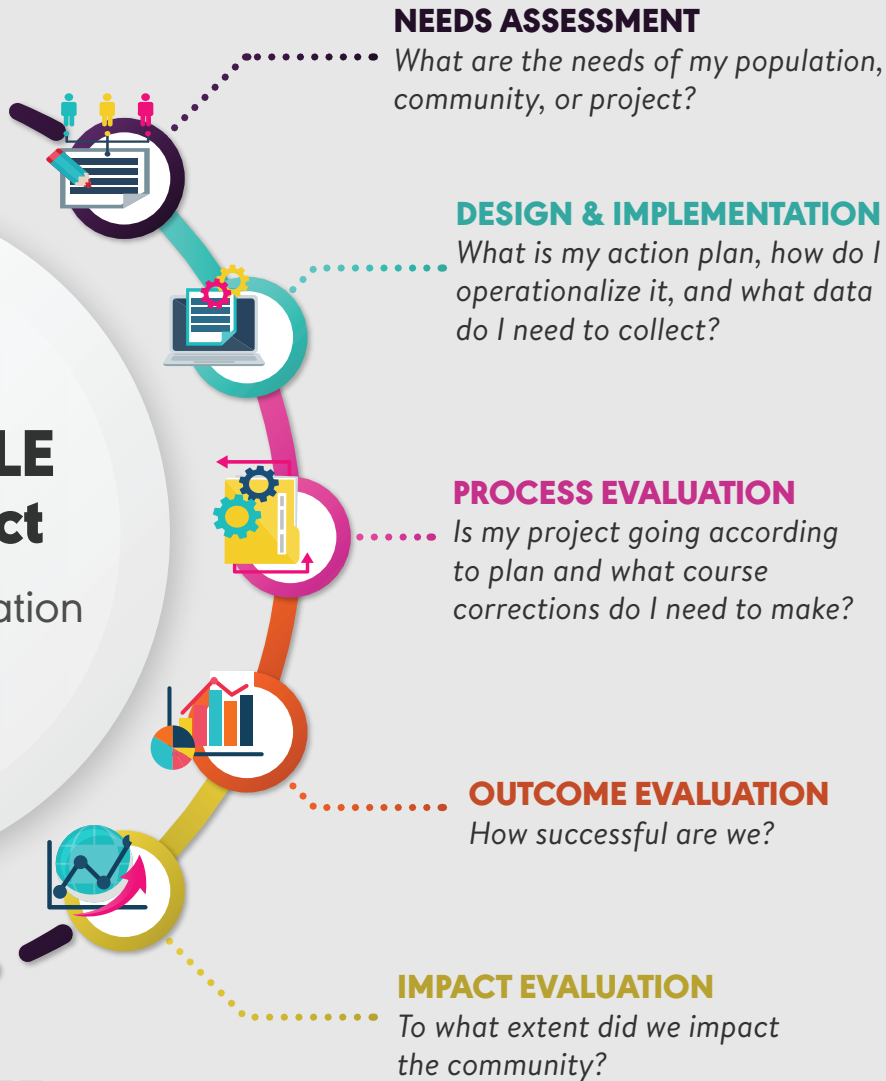 NEEDS ASSESSMENT
What are the needs of my population,
community, or project?
DESIGN & IMPLEMENTATION
What is my action plan, how do I
operationalize it, and what data
do I need to collect?
LE
ct
ation
PROCESS EVALUATION
Is my project going according
to plan and what course
corrections do I need to make?
OUTCOME EVALUATION
How successful are we?
IMPACT EVALUATION
To what extent did we impact
the community?